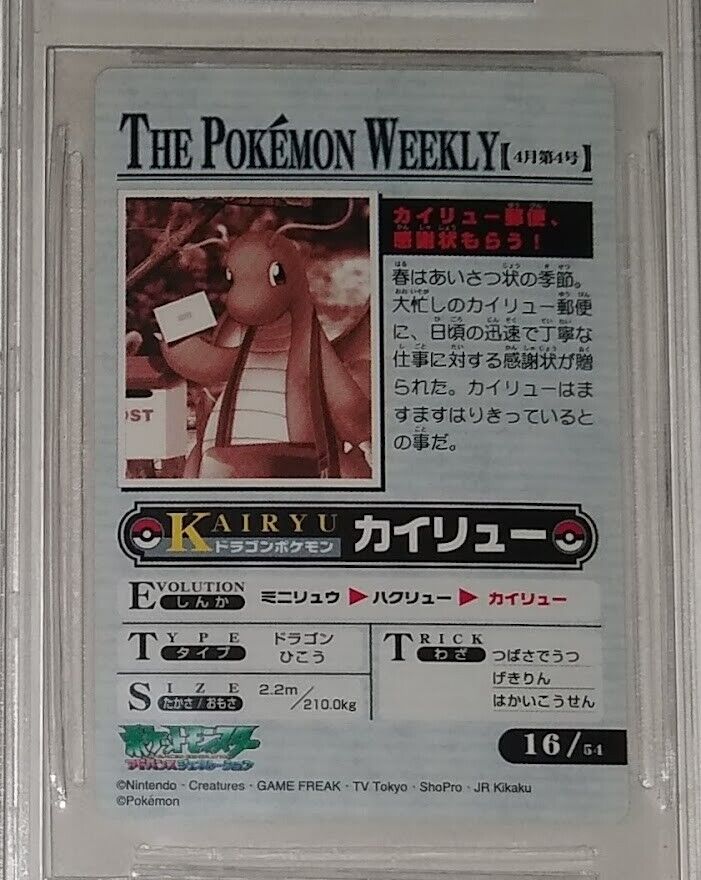 THE POKÉMON WEEKLY【4月第4号】
カイリュー郵便、
感謝状もらう！
春はあいさつ状の季節。
大忙しのカイリュー郵便
に、日頃の迅速で丁寧な
仕事に対する感謝状が贈
られた。カイリューはま
すますはりきっていると
の事だ。
OST
KAIRYU
ドラゴンポケモン
カイリュー
EVOLUTION
しんか
ミニリュウ▶ハクリュー▶カイリュー
TYPE
タイプ
ドラゴン
ひこう
TRICK
わざ
つばさでうつ
げきりん
はかいこうせん
SIZE
たかさ/おもさ
2.2m/210.0kg
ポケットモンスター
アドバンスジェネレーション
16/54
©Nintendo・Creatures・GAME FREAK・TV Tokyo・ShoPro・JR Kikaku
©Pokémon